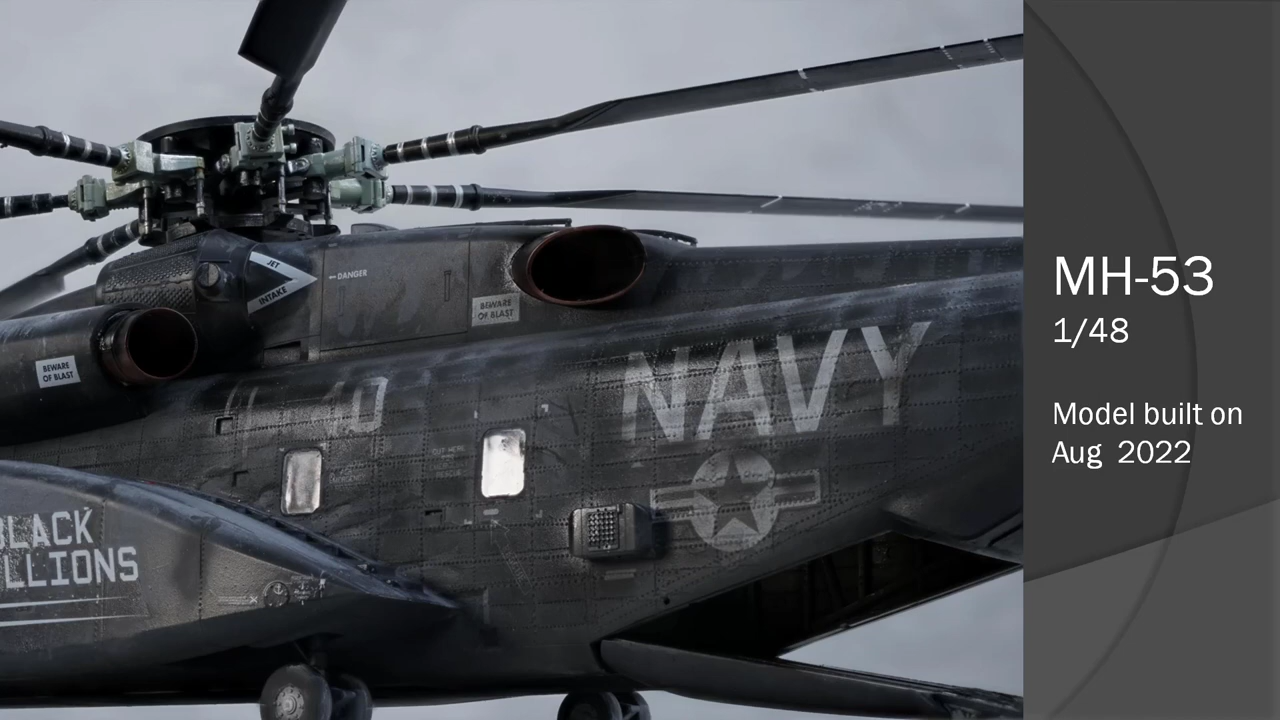 JET
INTAKE
←DANGER
BEWARE
OF BLAST
BEWARE
OF BLAST
10
NAVY
BLACK
LLIONS
MH-53
1/48
Model built on
Aug 2022